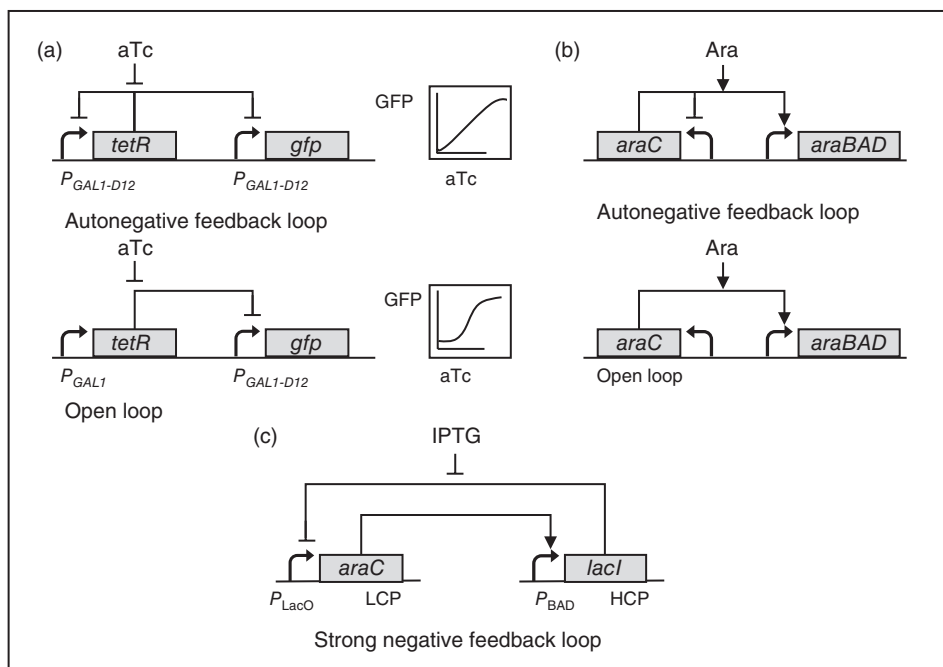 (a)
aTc
tetR
gfp
P_GAL1-D12
P_GAL1-D12
Autonegative feedback loop
GFP
aTc
aTc
tetR
gfp
P_GAL1
P_GAL1-D12
Open loop
GFP
aTc
(b)
Ara
araC
araBAD
Autonegative feedback loop
Ara
araC
araBAD
Open loop
(c)
IPTG
araC
lacI
P_LacO
LCP
P_BAD
HCP
Strong negative feedback loop